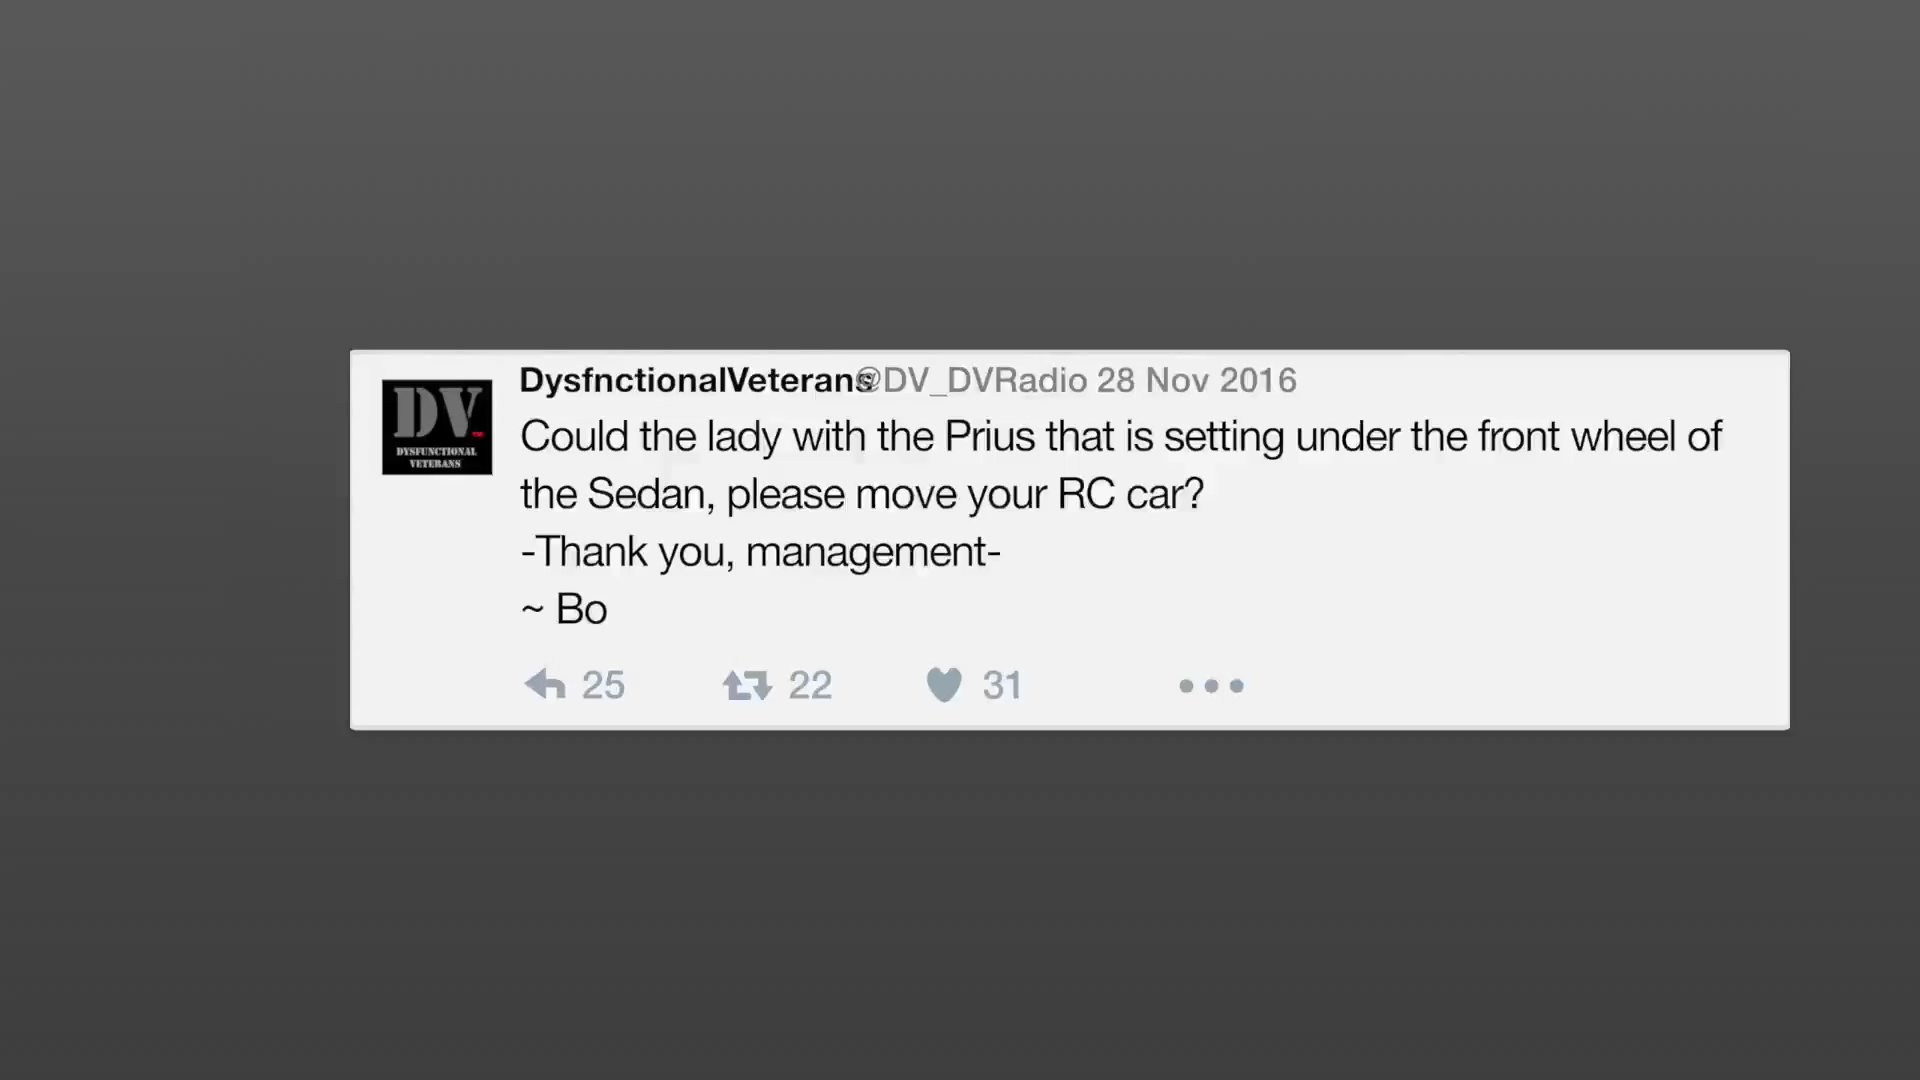 DV
DYSFUNCTIONAL
VETERANS
DysfnctionalVeterans @DV_DVRadio 28 Nov 2016
Could the lady with the Prius that is setting under the front wheel of
the Sedan, please move your RC car?
-Thank you, management-
~ Bo
25 22 31